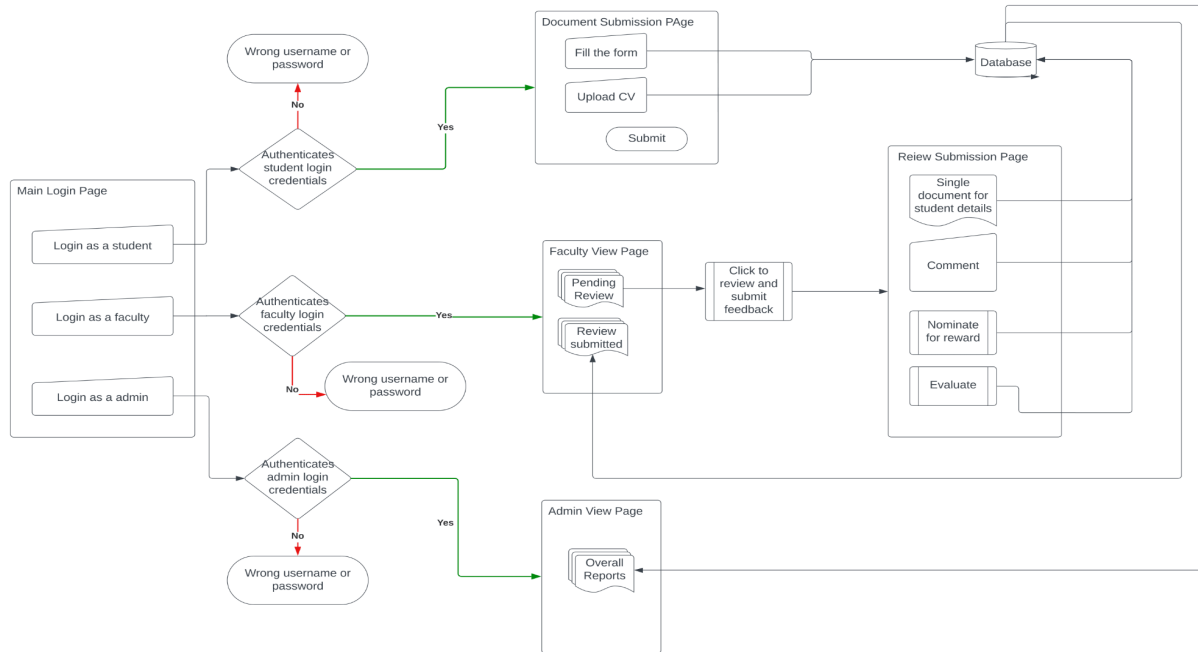 Document Submission PAge
Fill the form
Upload CV
Submit
Database
Wrong username or
password
No
Yes
Authenticates
student login
credentials
Main Login Page
Login as a student
Login as a faculty
Login as a admin
Authenticates
faculty login
credentials
Yes
No
Wrong username or
password
Faculty View Page
Pending
Review
Review
submitted
Click to
review and
submit
feedback
Reiew Submission Page
Single
document for
student details
Comment
Nominate
for reward
Evaluate
Authenticates
admin login
credentials
Yes
No
Wrong username or
password
Admin View Page
Overall
Reports